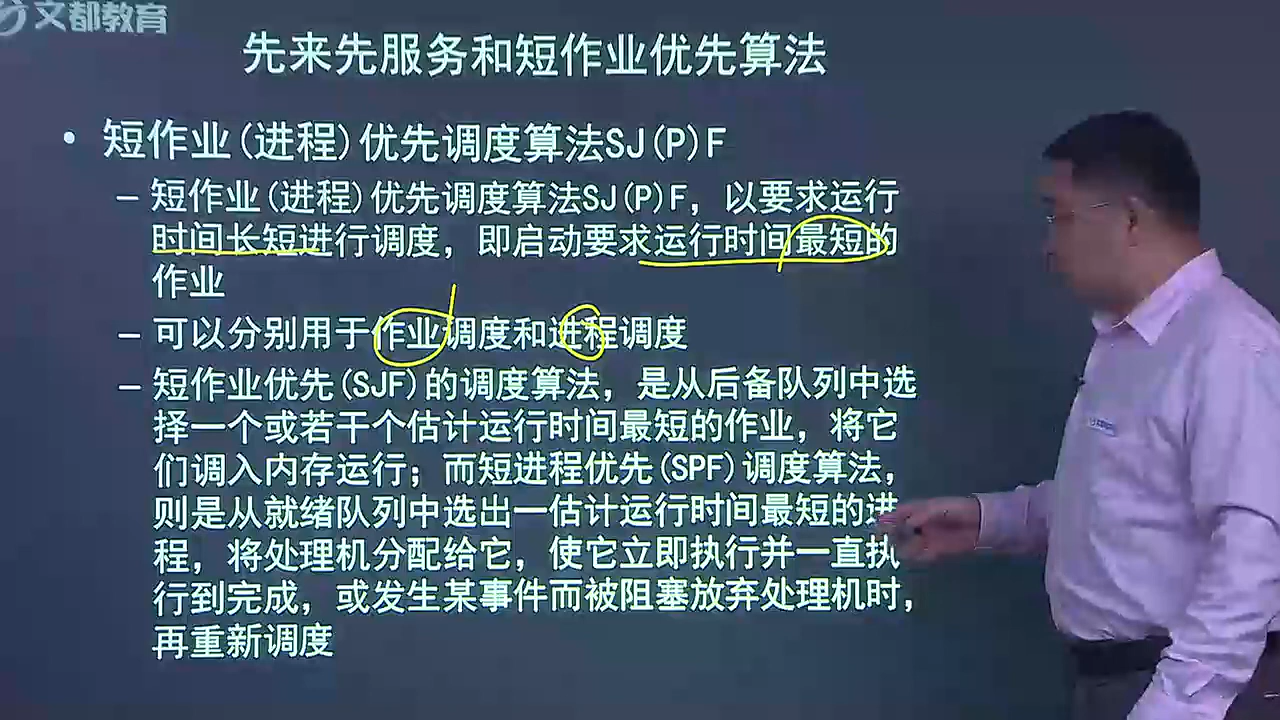 文都教育
先来先服务和短作业优先算法
• 短作业(进程)优先调度算法SJ(P)F
– 短作业(进程)优先调度算法SJ(P)F，以要求运行
时间长短进行调度，即启动要求运行时间最短的
作业
– 可以分别用于作业调度和进程调度
– 短作业优先(SJF)的调度算法，是从后备队列中选
择一个或若干个估计运行时间最短的作业，将它
们调入内存运行；而短进程优先(SPF)调度算法，
则是从就绪队列中选出一估计运行时间最短的进
程，将处理机分配给它，使它立即执行并一直执
行到完成，或发生某事件而被阻塞放弃处理机时，
再重新调度